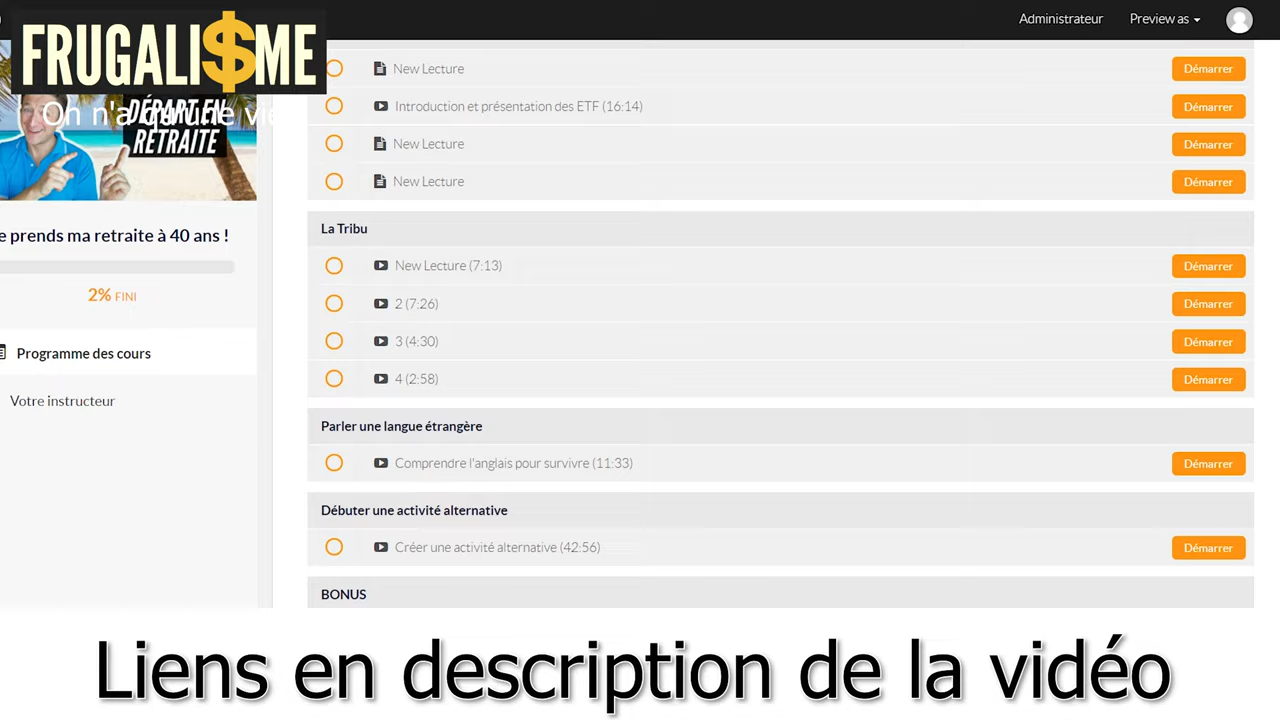 Administrateur
Preview as
FRUGALI$ME
On n'a qu'une vie
DÉPART EN
RETRAITE
e prends ma retraite à 40 ans !
2% FINI
Programme des cours
Votre instructeur
New Lecture
Démarrer
Introduction et présentation des ETF (16:14)
Démarrer
New Lecture
Démarrer
New Lecture
Démarrer
La Tribu
New Lecture (7:13)
Démarrer
2 (7:26)
Démarrer
3 (4:30)
Démarrer
4 (2:58)
Démarrer
Parler une langue étrangère
Comprendre l'anglais pour survivre (11:33)
Démarrer
Débuter une activité alternative
Créer une activité alternative (42:56)
Démarrer
BONUS
Liens en description de la vidéo